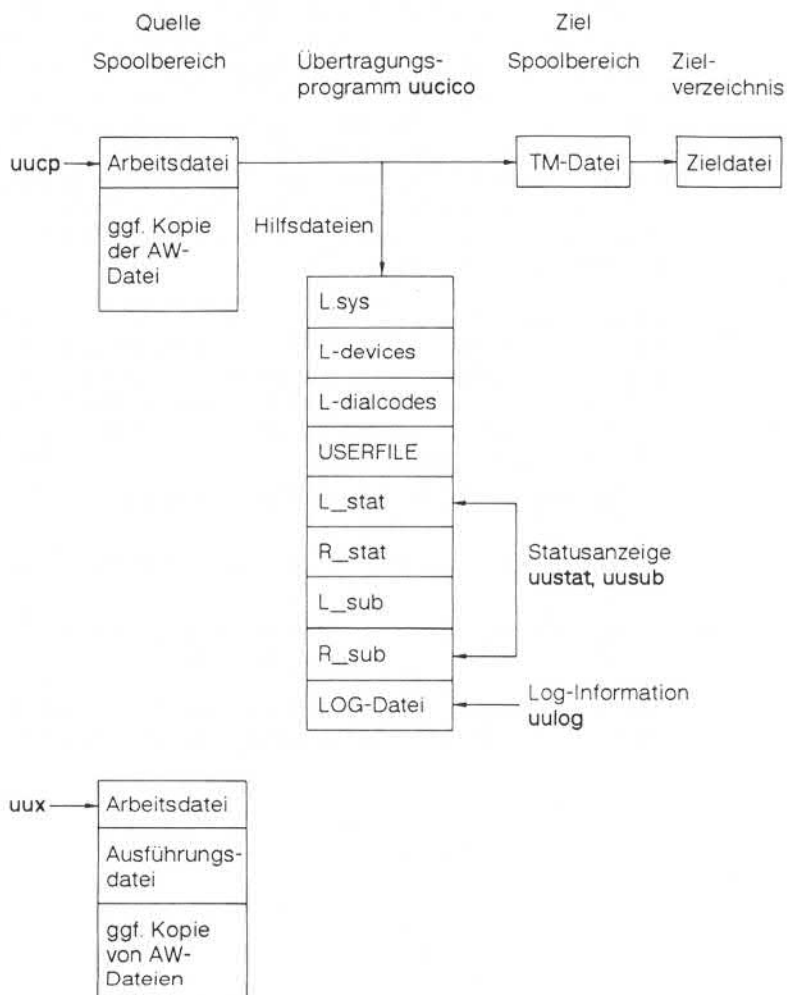 Quelle
Ziel
Spoolbereich
Übertragungs-
programm uucico
Spoolbereich
Ziel-
verzeichnis
uucp
Arbeitsdatei
TM-Datei
Zieldatei
ggf. Kopie
der AW-
Datei
Hilfsdateien
L.sys
L-devices
L-dialcodes
USERFILE
L_stat
R_stat
L_sub
R_sub
LOG-Datei
Statusanzeige
uustat, uusub
Log-Information
uulog
uux
Arbeitsdatei
Ausführungs-
datei
ggf. Kopie
von AW-
Dateien